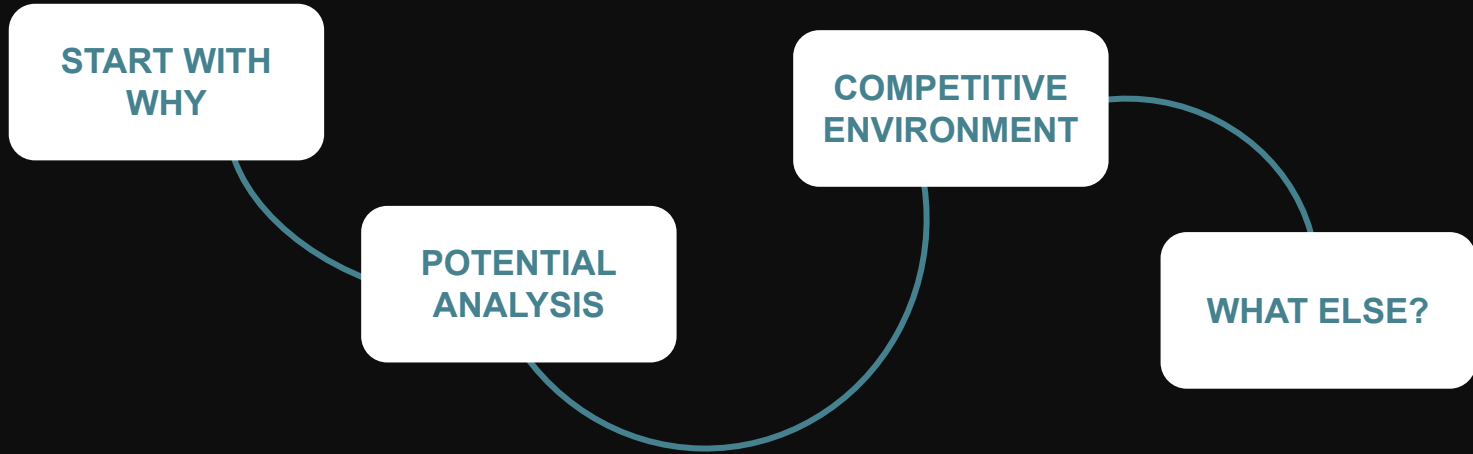 START WITH
WHY
POTENTIAL
ANALYSIS
COMPETITIVE
ENVIRONMENT
WHAT ELSE?